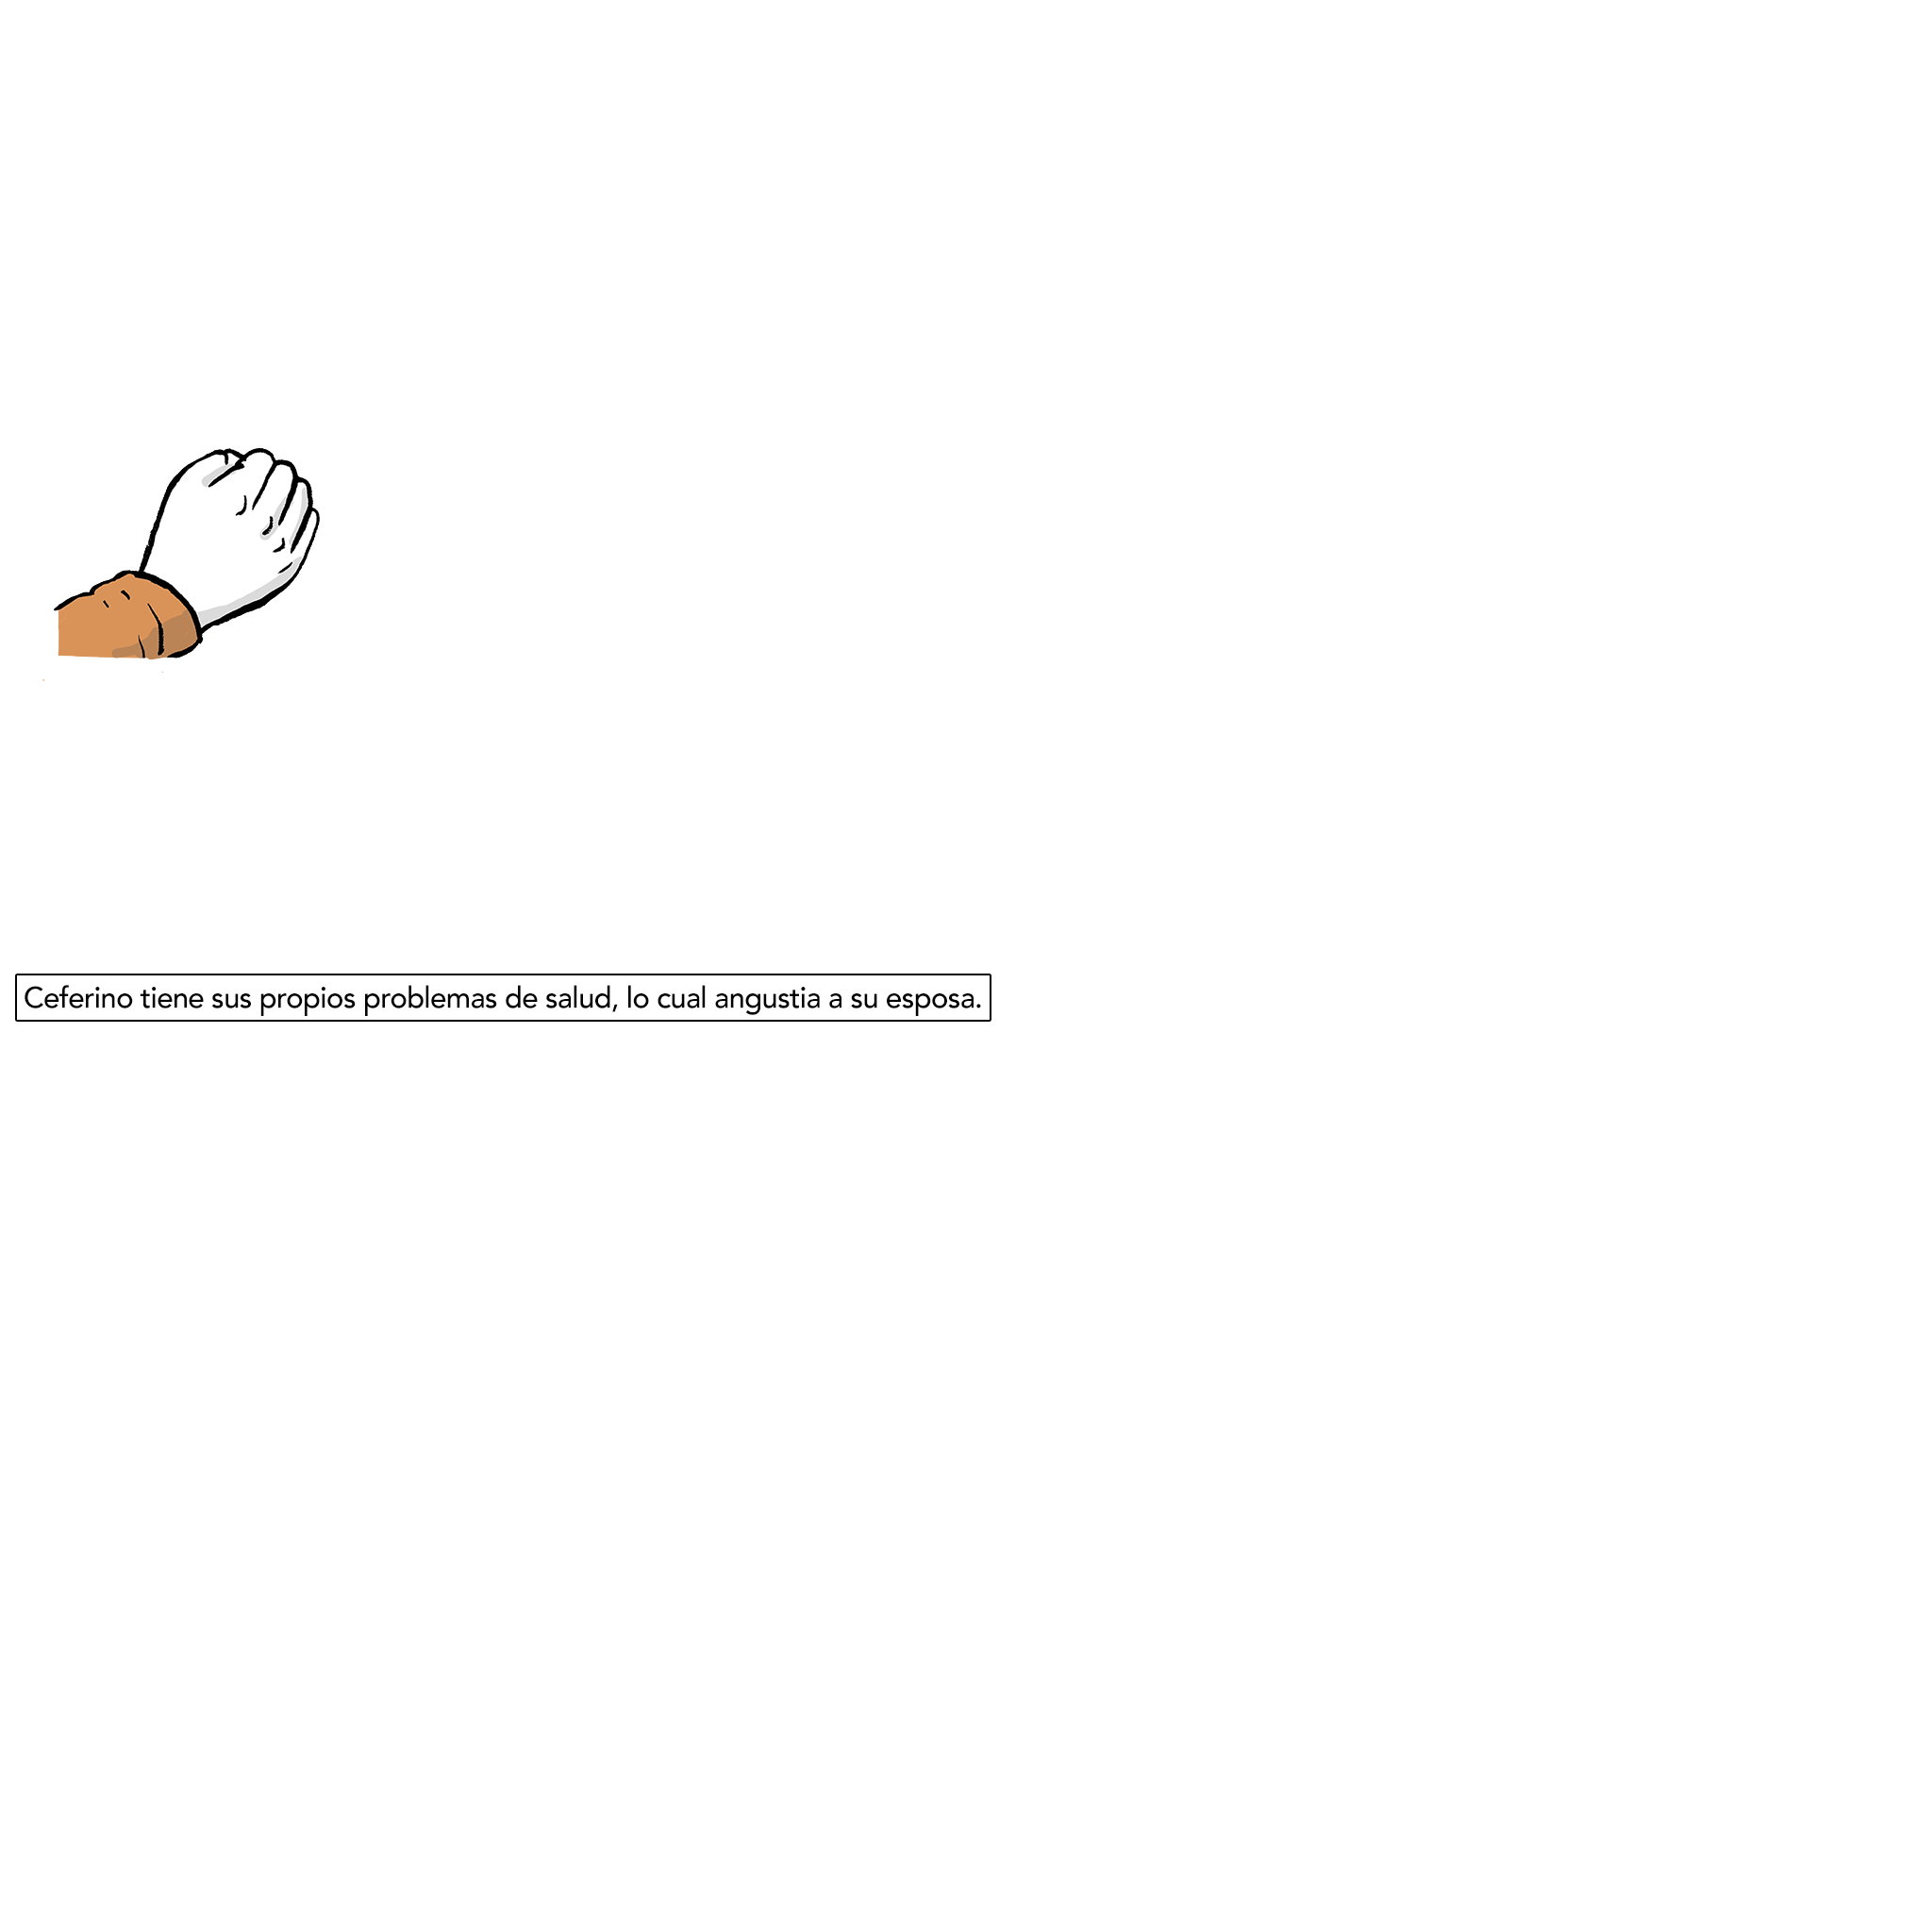 Ceferino tiene sus propios problemas de salud, lo cual angustia a su esposa.